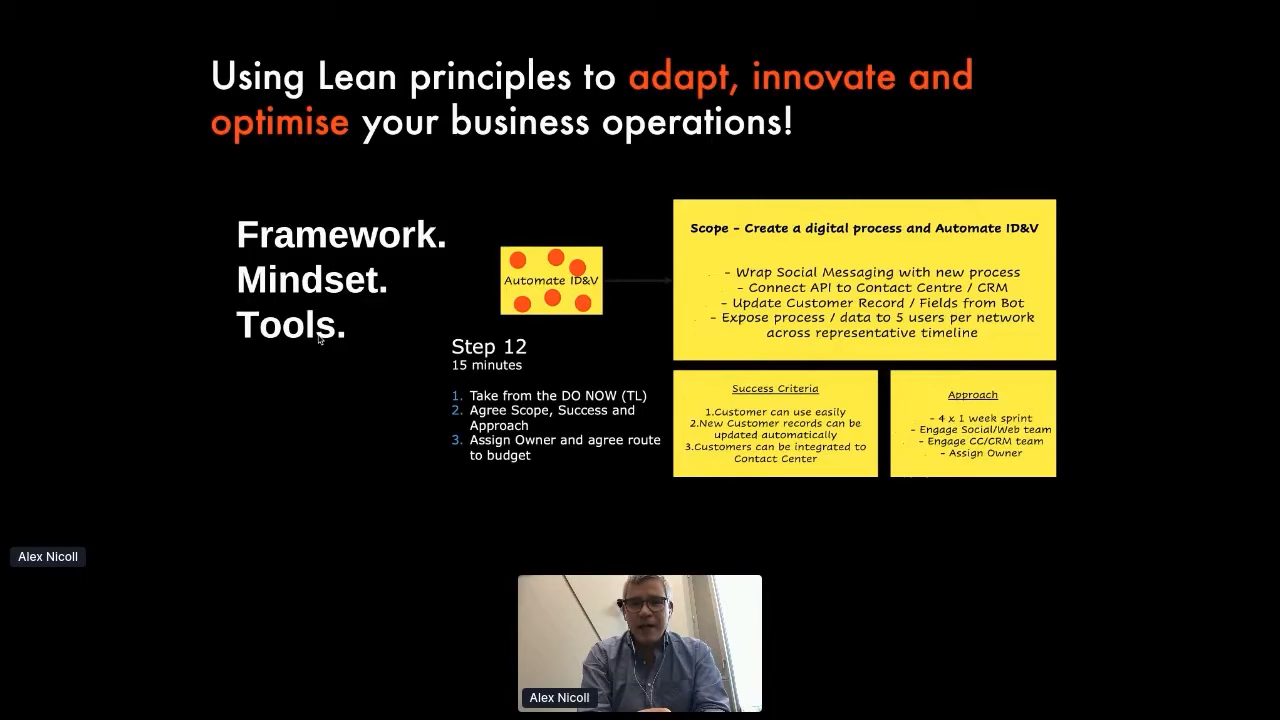 Using Lean principles to adapt, innovate and
optimise your business operations!
Framework.
Mindset.
Tools.
Automate ID&V
Step 12
15 minutes
1. Take from the DO NOW (TL)
2. Agree Scope, Success and
Approach
3. Assign Owner and agree route
to budget
Scope - Create a digital process and Automate ID&V
- Wrap Social Messaging with new process
- Connect API to Contact Centre / CRM
- Update Customer Record / Fields from Bot
- Expose process / data to 5 users per network
across representative timeline
Success Criteria
1.Customer can use easily
2.New Customer records can be
updated automatically
3.Customers can be integrated to
Contact Center
Approach
- 4 x 1 week sprint
- Engage Social/Web team
- Engage CC/CRM team
- Assign Owner
Alex Nicoll
Alex Nicoll